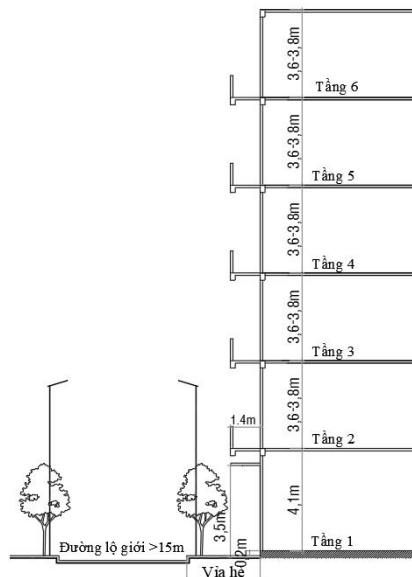 3,6-3,8m
Tầng 6
3,6-3,8m
Tầng 5
3,6-3,8m
Tầng 4
3,6-3,8m
Tầng 3
3,6-3,8m
1.4m
Tầng 2
3,5m
4,1m
Tầng 1
Đường lộ giới >15m
0,2m
Vỉa hè